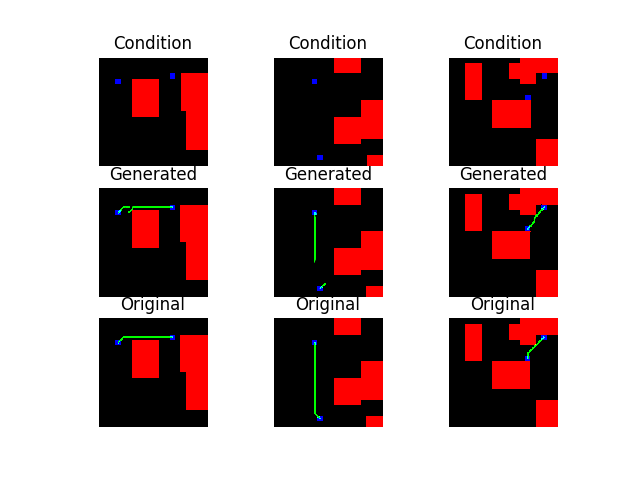 Condition
Condition
Condition
Generated
Generated
Generated
Original
Original
Original